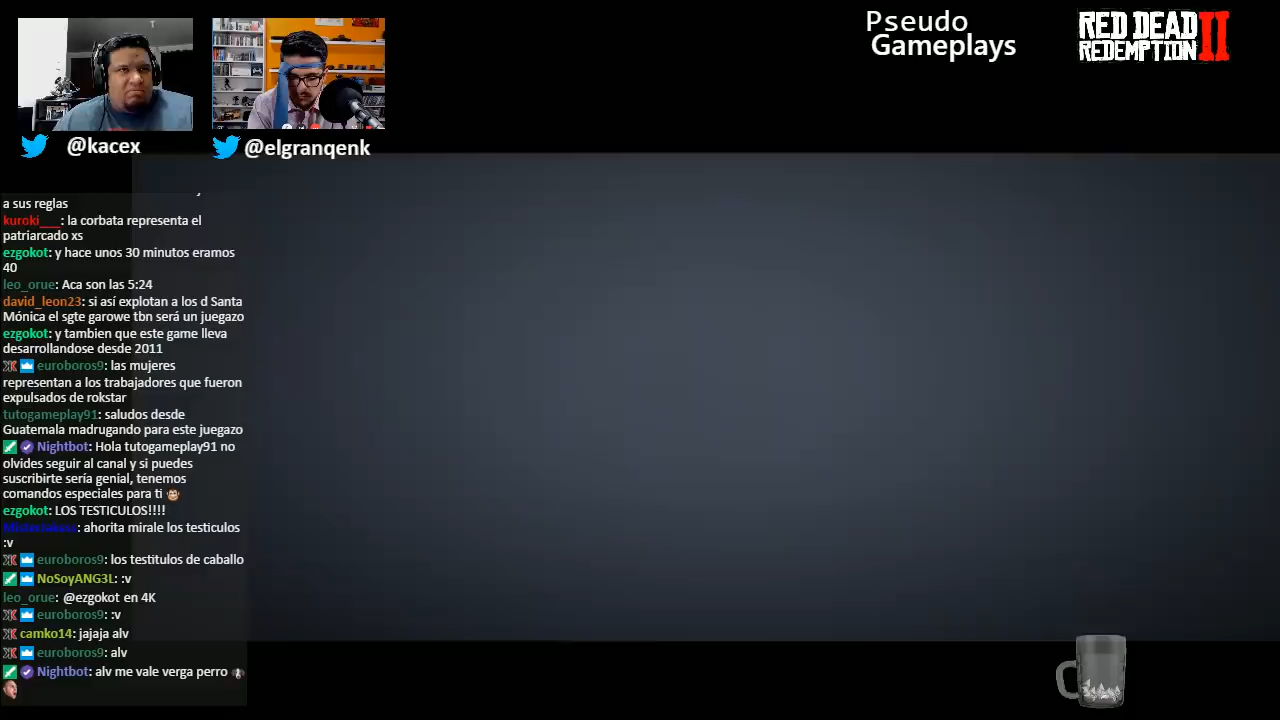 Pseudo
Gameplays
RED DEAD
REDEMPTION II
@kacex
@elgranqenk
a sus reglas
kuroki___: la corbata representa el
patriarcado xs
ezgokot: y hace unos 30 minutos eramos
40
leo_orue: Aca son las 5:24
david_leon23: si así explotan a los d Santa
Mónica el sgte garowe tbn será un juegazo
ezgokot: y tambien que este game lleva
desarrollandose desde 2011
euroboros9: las mujeres
representan a los trabajadores que fueron
expulsados de rokstar
tutogameplay91: saludos desde
Guatemala madrugando para este juegazo
Nightbot: Hola tutogameplay91 no
olvides seguir al canal y si puedes
suscribirte sería genial, tenemos
comandos especiales para ti
ezgokot: LOS TESTICULOS!!!!
: ahorita mirale los testiculos
:v
euroboros9: los testitulos de caballo
NoSoyANG3L: :v
leo_orue: @ezgokot en 4K
euroboros9: :v
camko14: jajaja alv
euroboros9: alv
Nightbot: alv me vale verga perro